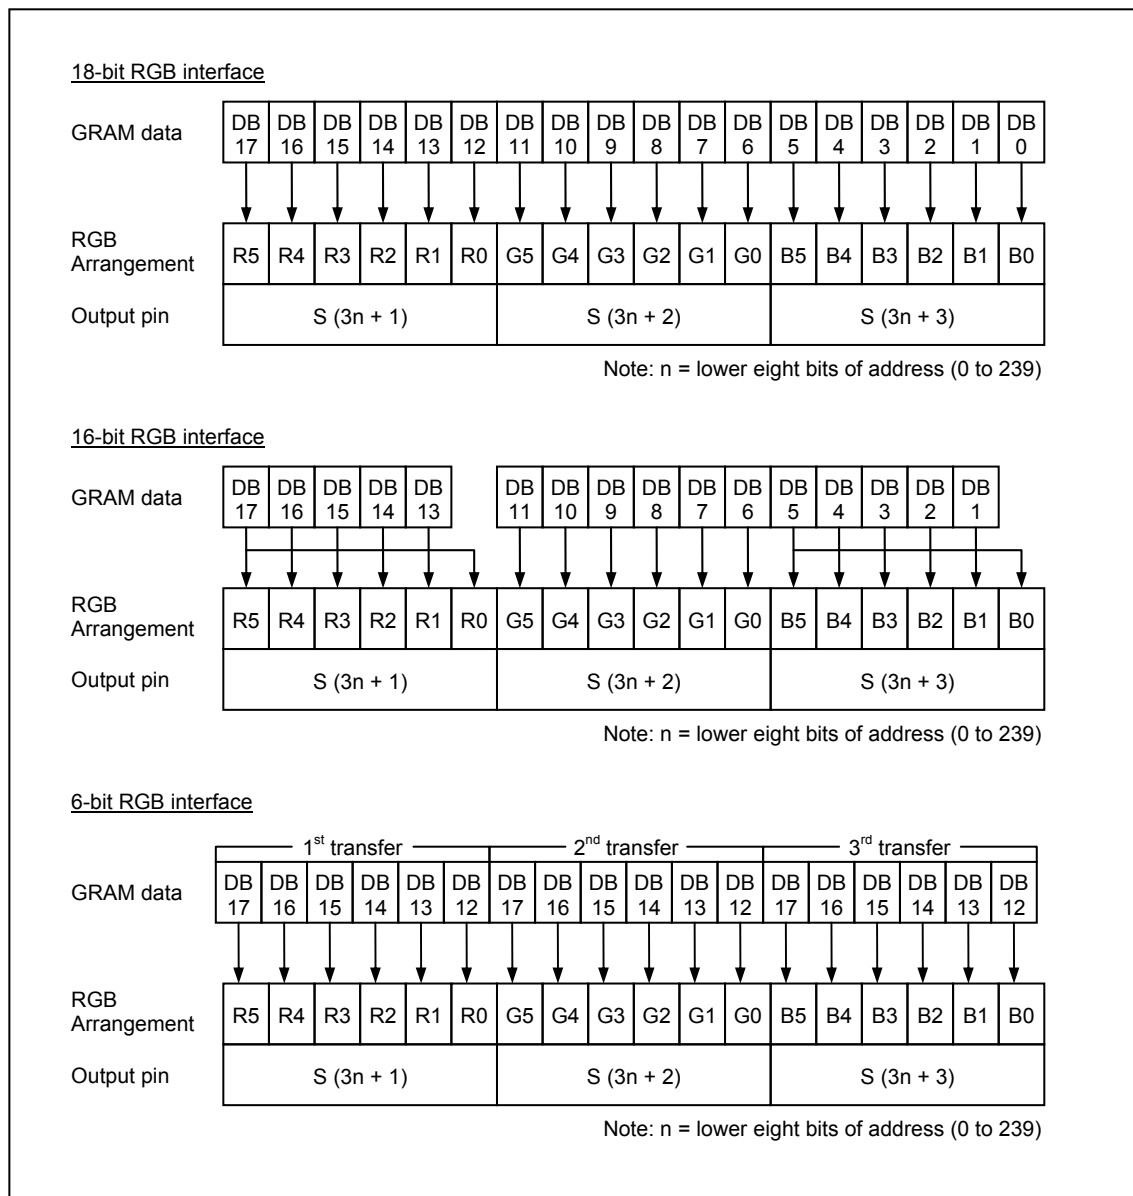 18-bit RGB interface
GRAM data
DB 17 DB 16 DB 15 DB 14 DB 13 DB 12 DB 11 DB 10 DB 9 DB 8 DB 7 DB 6 DB 5 DB 4 DB 3 DB 2 DB 1 DB 0
RGB Arrangement
R5 R4 R3 R2 R1 R0 G5 G4 G3 G2 G1 G0 B5 B4 B3 B2 B1 B0
Output pin S (3n + 1) S (3n + 2) S (3n + 3)
Note: n = lower eight bits of address (0 to 239)
16-bit RGB interface
GRAM data
DB 17 DB 16 DB 15 DB 14 DB 13 DB 11 DB 10 DB 9 DB 8 DB 7 DB 6 DB 5 DB 4 DB 3 DB 2 DB 1
RGB Arrangement
R5 R4 R3 R2 R1 R0 G5 G4 G3 G2 G1 G0 B5 B4 B3 B2 B1 B0
Output pin S (3n + 1) S (3n + 2) S (3n + 3)
Note: n = lower eight bits of address (0 to 239)
6-bit RGB interface
1st transfer 2nd transfer 3rd transfer
GRAM data
DB 17 DB 16 DB 15 DB 14 DB 13 DB 12 DB 17 DB 16 DB 15 DB 14 DB 13 DB 12 DB 17 DB 16 DB 15 DB 14 DB 13 DB 12
RGB Arrangement
R5 R4 R3 R2 R1 R0 G5 G4 G3 G2 G1 G0 B5 B4 B3 B2 B1 B0
Output pin S (3n + 1) S (3n + 2) S (3n + 3)
Note: n = lower eight bits of address (0 to 239)